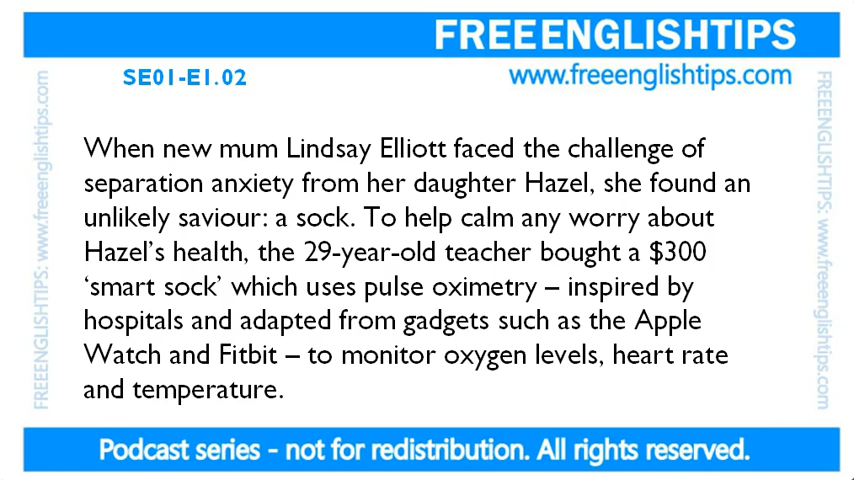 FREEENGLISHTIPS
SE01-E1.02
www.freeenglishtips.com
FREEENGLISHTIPS: www.freeenglishtips.com
When new mum Lindsay Elliott faced the challenge of
separation anxiety from her daughter Hazel, she found an
unlikely saviour: a sock. To help calm any worry about
Hazel’s health, the 29-year-old teacher bought a $300
‘smart sock’ which uses pulse oximetry – inspired by
hospitals and adapted from gadgets such as the Apple
Watch and Fitbit – to monitor oxygen levels, heart rate
and temperature.
FREEENGLISHTIPS: www.freeenglishtips.com
Podcast series - not for redistribution. All rights reserved.